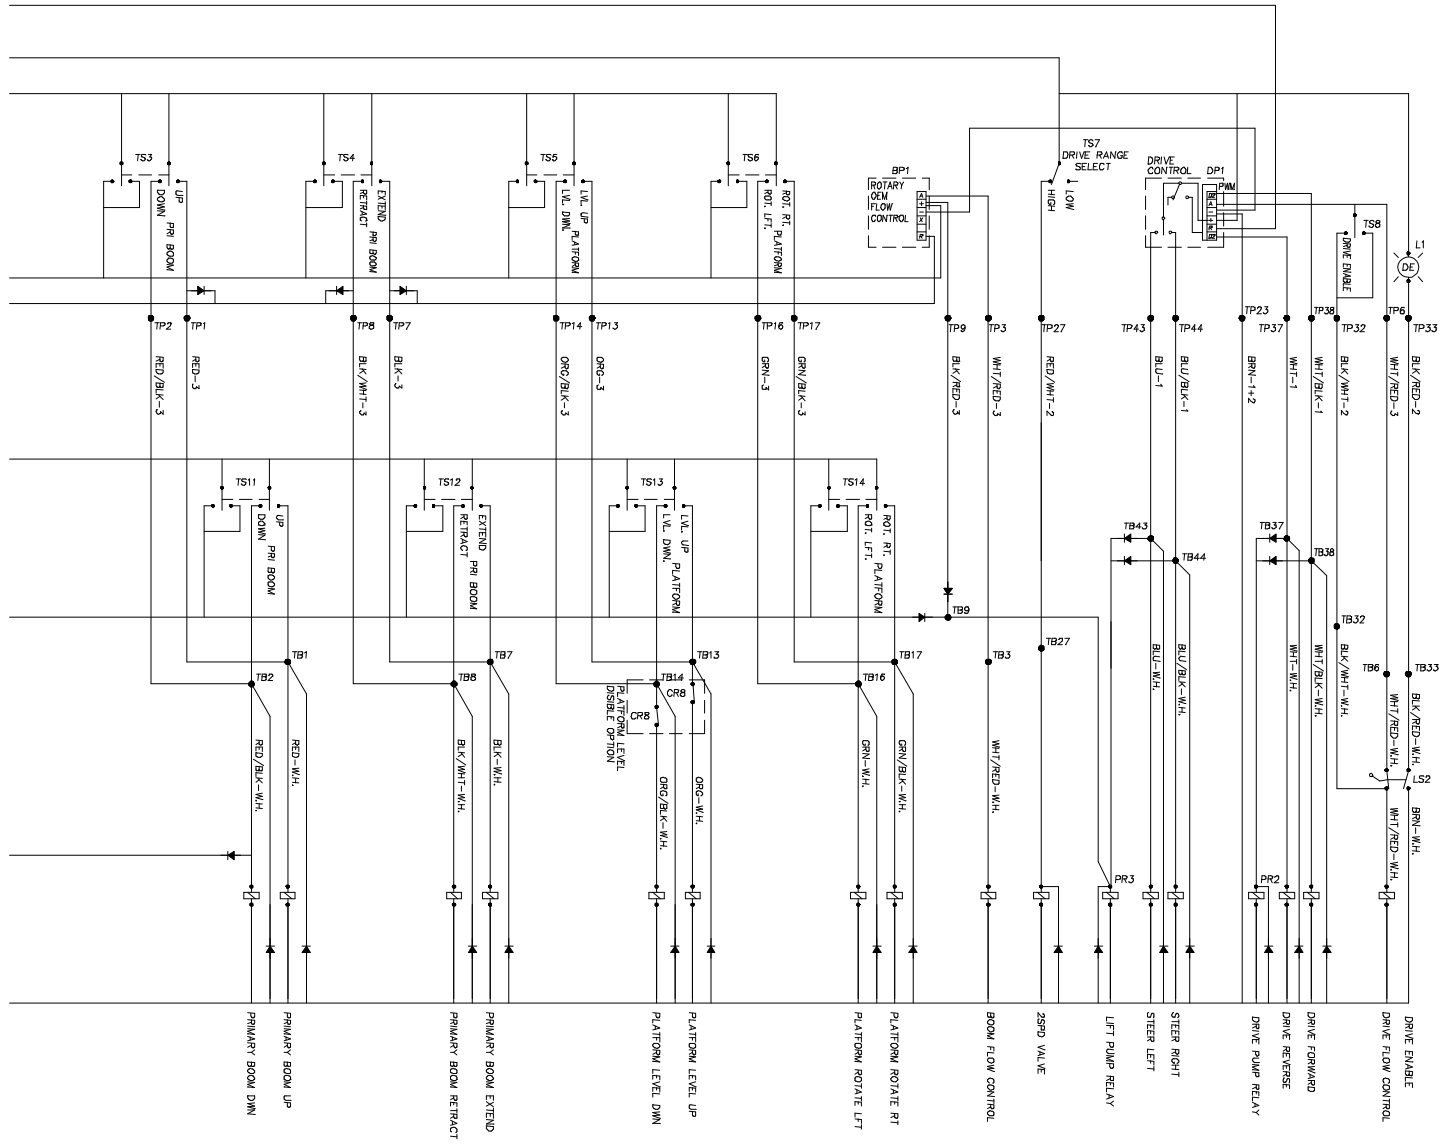 TS3
TS4
TS5
TS6
BP1
ROTARY
OEM
FLOW
CONTROL
A
+
-
X
R
TS7
DRIVE RANGE
SELECT
HIGH
LOW
DRIVE
CONTROL
DP1
PWM
A
-
+
R
TS8
DRIVE ENABLE
L1
DE
UP
DOWN
PRI BOOM
EXTEND
RETRACT
PRI BOOM
LVL UP
LVL DWN.
PLATFORM
ROT. RT.
ROT. LFT.
PLATFORM
TP2
TP1
TP8
TP7
TP14
TP13
TP16
TP17
TP9
TP3
TP27
TP43
TP44
TP23
TP37
TP38
TP32
TP6
TP33
RED/BLK-3
RED-3
BLK/WHT-3
BLK-3
ORG/BLK-3
ORG-3
GRN-3
GRN/BLK-3
BLK/RED-3
WHT/RED-3
RED/WHT-2
BLU-1
BLU/BLK-1
BRN-1+2
WHT-1
WHT/BLK-1
BLK/WHT-2
WHT/RED-3
BLK/RED-2
TS11
TS12
TS13
TS14
UP
DOWN
PRI BOOM
EXTEND
RETRACT
PRI BOOM
LVL. UP
LVL. DWN.
PLATFORM
ROT. RT.
ROT. LFT.
PLATFORM
TB43
TB44
TB37
TB38
TB9
TB32
TB2
TB1
TB8
TB7
TB14
TB13
TB16
TB17
TB3
TB27
TB6
TB33
CR8
CR8
PLATFORM LEVEL
DISIBLE OPTION
RED/BLK-W.H.
RED-W.H.
BLK/WHT-W.H.
BLK-W.H.
ORG/BLK-W.H.
ORG-W.H.
GRN-W.H.
GRN/BLK-W.H.
WHT/RED-W.H.
BLU-W.H.
BLU/BLK-W.H.
WHT-W.H.
WHT/BLK-W.H.
BLK/WHT-W.H.
WHT/RED-W.H.
BLK/RED-W.H.
LS2
WHT/RED-W.H.
BRN-W.H.
PR3
PR2
PRIMARY BOOM DWN
PRIMARY BOOM UP
PRIMARY BOOM RETRACT
PRIMARY BOOM EXTEND
PLATFORM LEVEL DWN
PLATFORM LEVEL UP
PLATFORM ROTATE LFT
PLATFORM ROTATE RT
BOOM FLOW CONTROL
2SPD VALVE
LIFT PUMP RELAY
STEER LEFT
STEER RIGHT
DRIVE PUMP RELAY
DRIVE REVERSE
DRIVE FORWARD
DRIVE FLOW CONTROL
DRIVE ENABLE